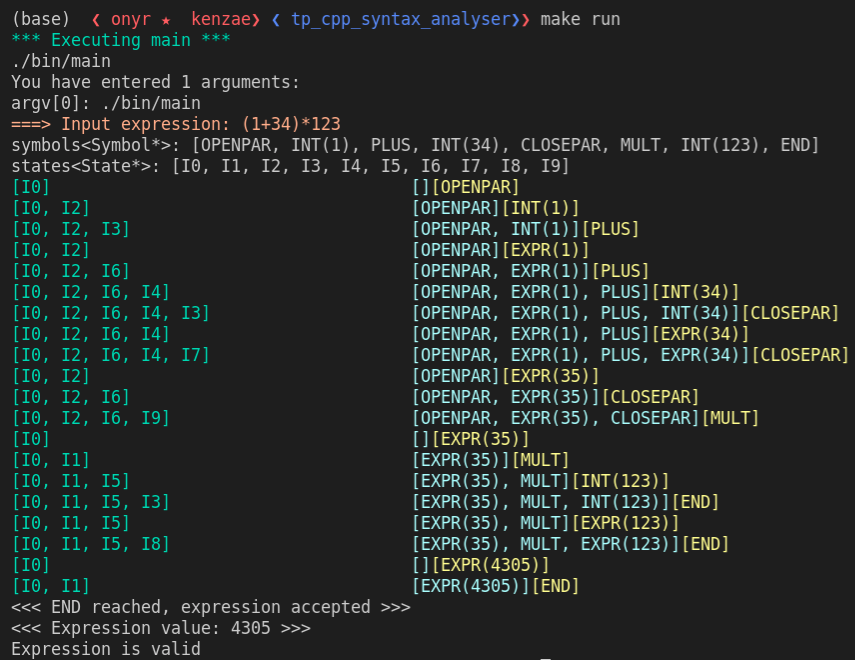 (base) ❮ onyr ★ kenzae❯ ❮ tp_cpp_syntax_analyser❯❯ make run
*** Executing main ***
./bin/main
You have entered 1 arguments:
argv[0]: ./bin/main
===> Input expression: (1+34)*123
symbols<Symbol*>: [OPENPAR, INT(1), PLUS, INT(34), CLOSEPAR, MULT, INT(123), END]
states<State*>: [I0, I1, I2, I3, I4, I5, I6, I7, I8, I9]
[I0] [][OPENPAR]
[I0, I2] [OPENPAR][INT(1)]
[I0, I2, I3] [OPENPAR, INT(1)][PLUS]
[I0, I2] [OPENPAR][EXPR(1)]
[I0, I2, I6] [OPENPAR, EXPR(1)][PLUS]
[I0, I2, I6, I4] [OPENPAR, EXPR(1), PLUS][INT(34)]
[I0, I2, I6, I4, I3] [OPENPAR, EXPR(1), PLUS, INT(34)][CLOSEPAR]
[I0, I2, I6, I4] [OPENPAR, EXPR(1), PLUS][EXPR(34)]
[I0, I2, I6, I4, I7] [OPENPAR, EXPR(1), PLUS, EXPR(34)][CLOSEPAR]
[I0, I2] [OPENPAR][EXPR(35)]
[I0, I2, I6] [OPENPAR, EXPR(35)][CLOSEPAR]
[I0, I2, I6, I9] [OPENPAR, EXPR(35), CLOSEPAR][MULT]
[I0] [][EXPR(35)]
[I0, I1] [EXPR(35)][MULT]
[I0, I1, I5] [EXPR(35), MULT][INT(123)]
[I0, I1, I5, I3] [EXPR(35), MULT, INT(123)][END]
[I0, I1, I5] [EXPR(35), MULT][EXPR(123)]
[I0, I1, I5, I8] [EXPR(35), MULT, EXPR(123)][END]
[I0] [][EXPR(4305)]
[I0, I1] [EXPR(4305)][END]
<<< END reached, expression accepted >>>
<<< Expression value: 4305 >>>
Expression is valid